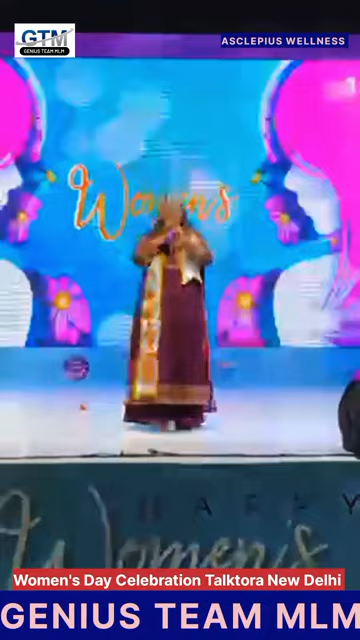 GTM
GENIUS TEAM MLM
ASCLEPIUS WELLNESS
Women's
HAPPY
Women's
Women's Day Celebration Talktora New Delhi
GENIUS TEAM MLM